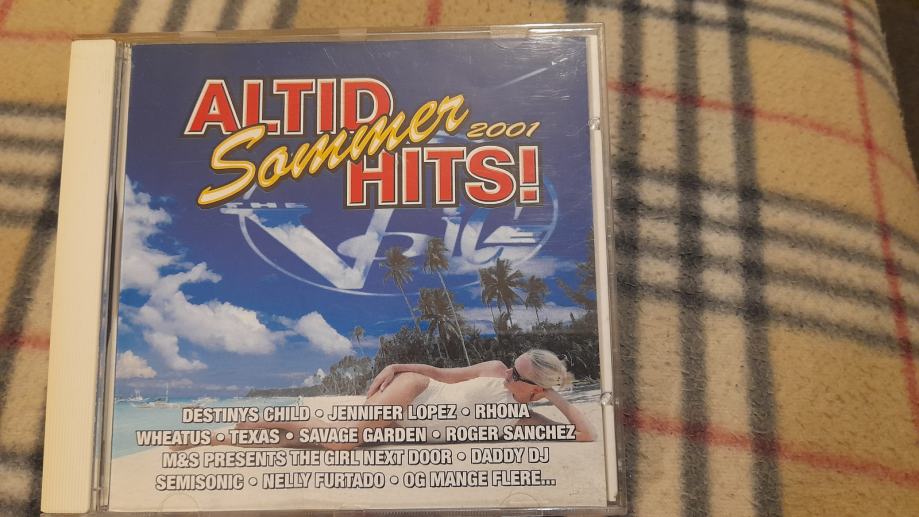 ALTID
Sommer 2001
HITS!
THE
VOICE
DESTINYS CHILD • JENNIFER LOPEZ • RHONA
WHEATUS • TEXAS • SAVAGE GARDEN • ROGER SANCHEZ
M&S PRESENTS THE GIRL NEXT DOOR • DADDY DJ
SEMISONIC • NELLY FURTADO • OG MANGE FLERE...